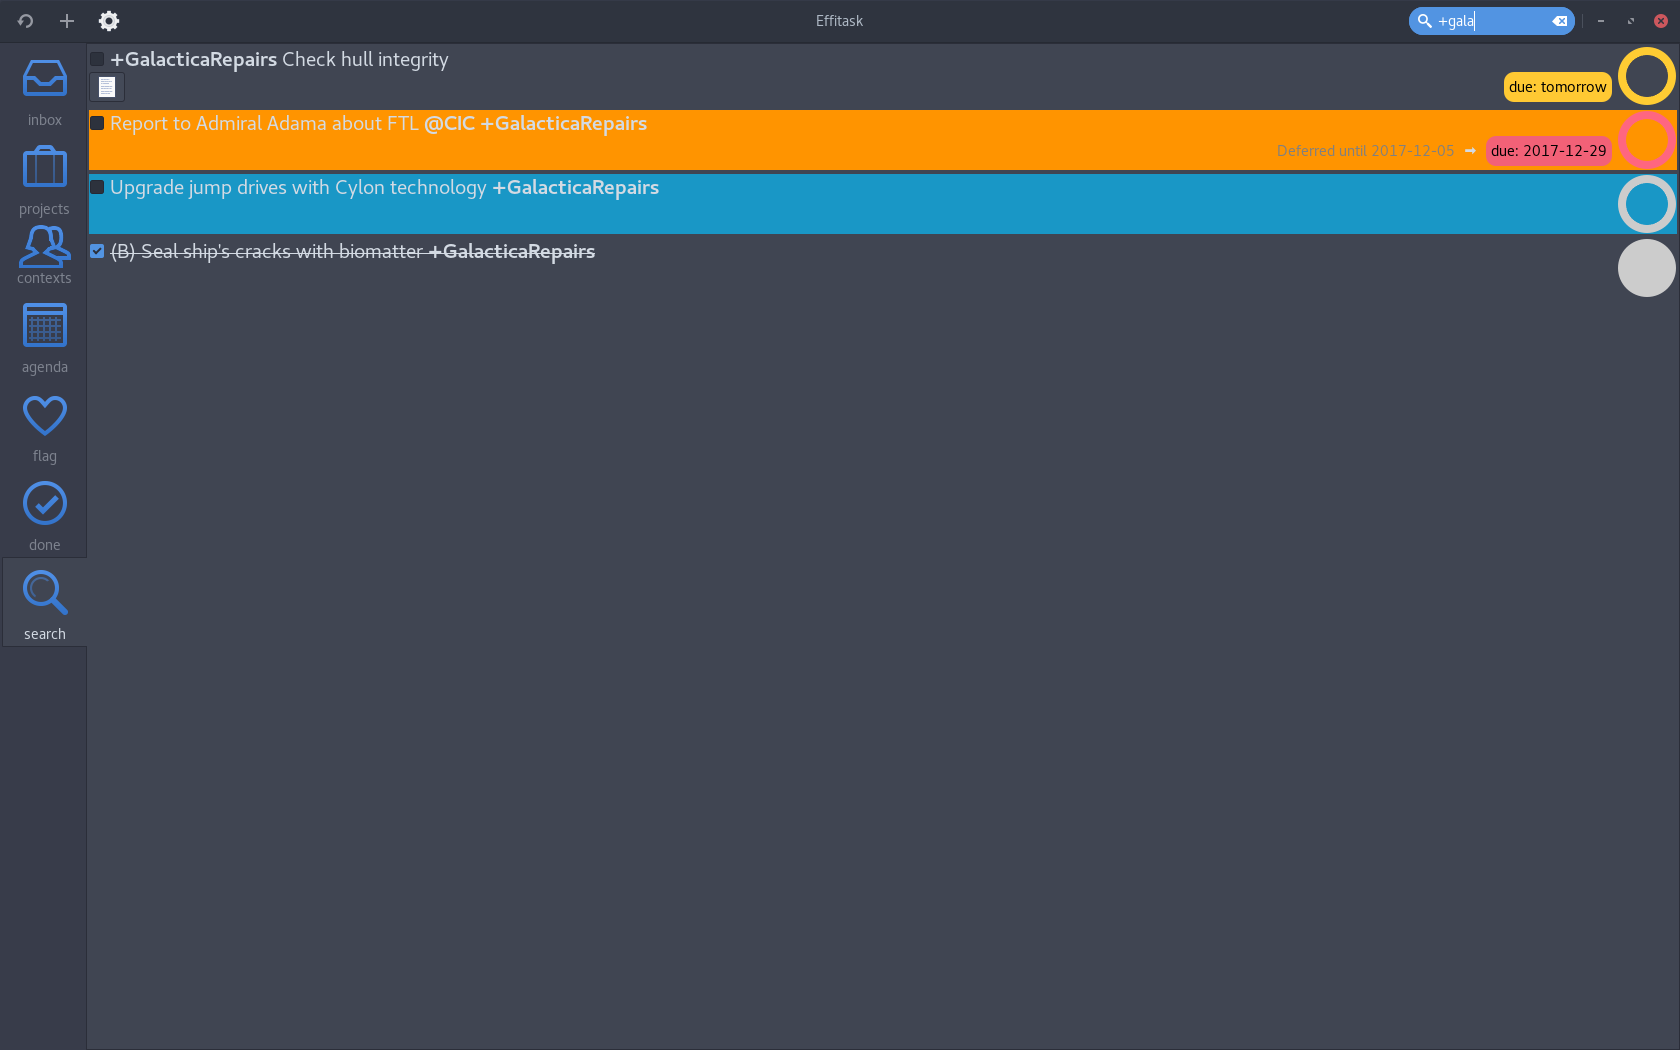 Effitask
+gala
inbox
projects
contexts
agenda
flag
done
search
+GalacticaRepairs Check hull integrity
due: tomorrow
Report to Admiral Adama about FTL @CIC +GalacticaRepairs
Deferred until 2017-12-05 → due: 2017-12-29
Upgrade jump drives with Cylon technology +GalacticaRepairs
(B) Seal ship's cracks with biomatter +GalacticaRepairs